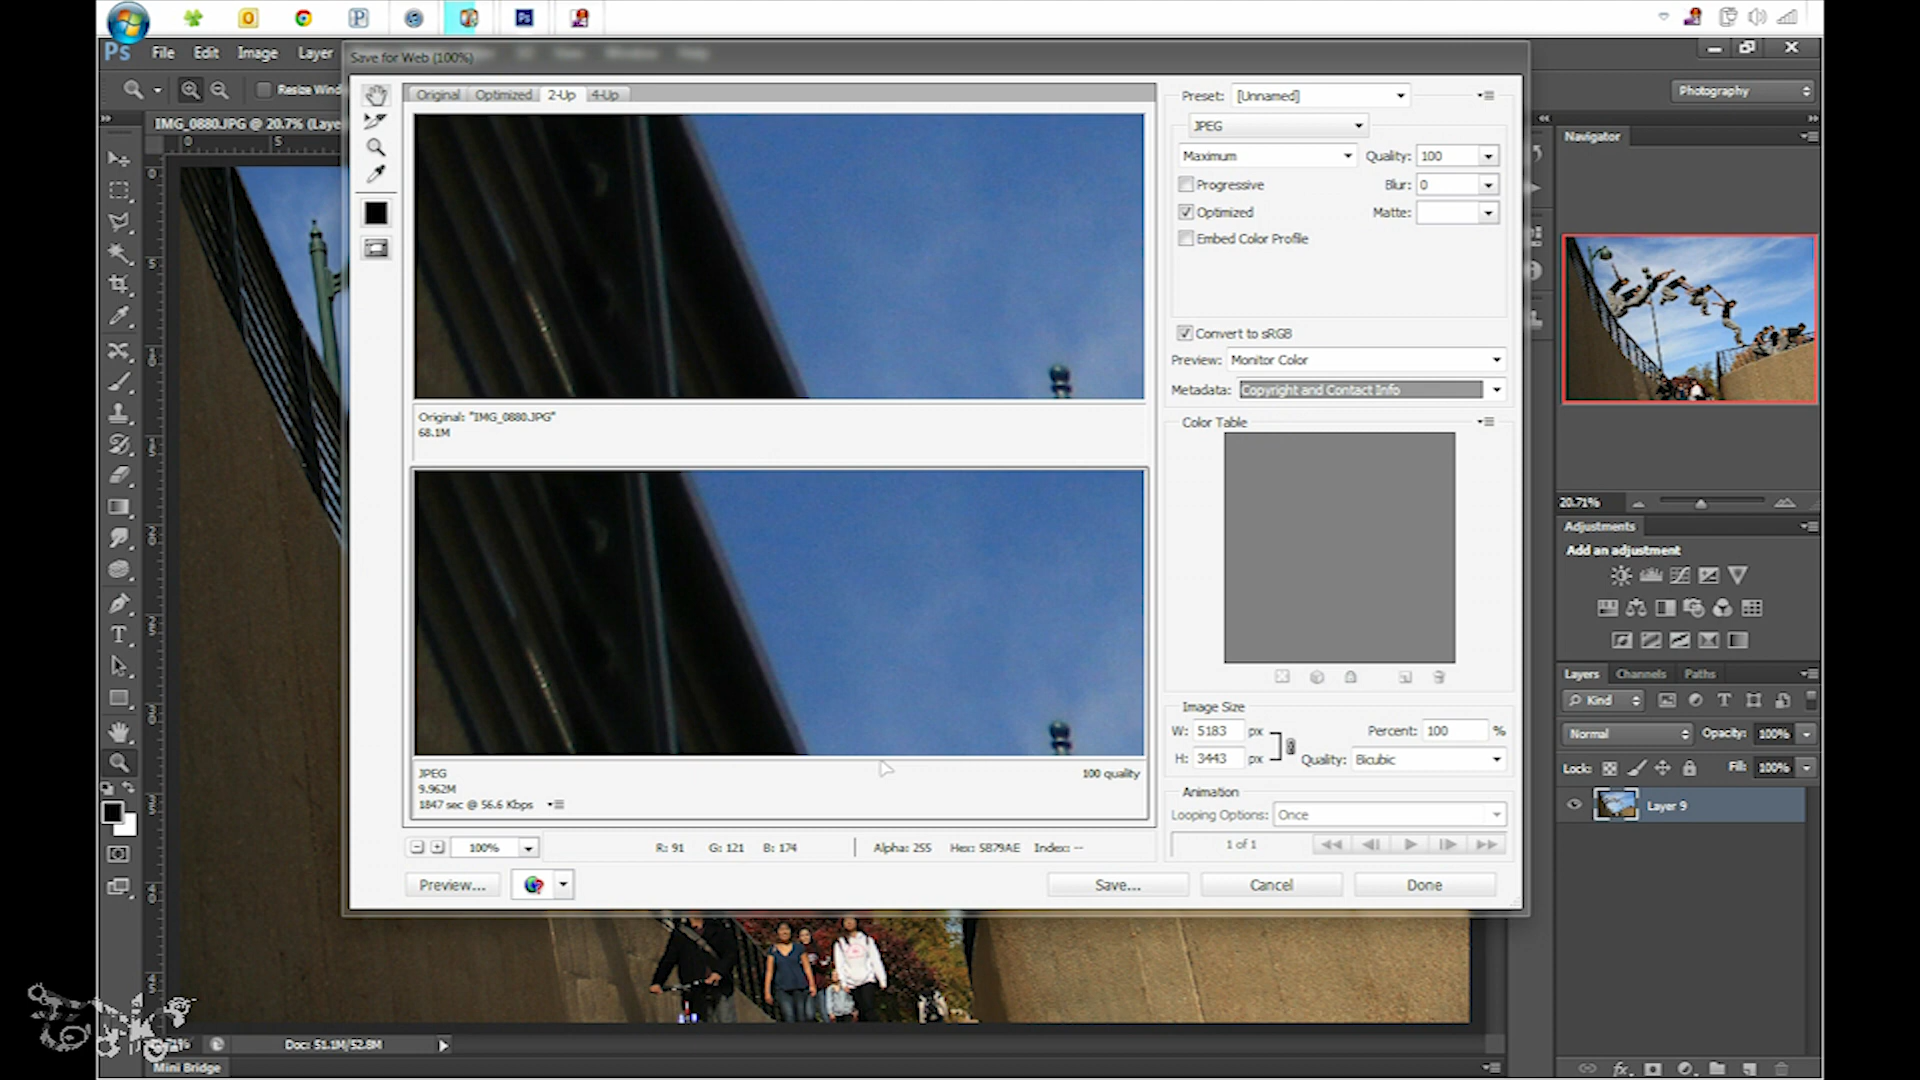 Ps File Edit Image Layer
Save for Web (100%)
Resize Wind
Photography
IMG_0880.JPG @ 20.7% (Laye
0 5
Original Optimized 2-Up 4-Up
Preset: [Unnamed]
JPEG
Maximum Quality: 100
Progressive Blur: 0
Optimized Matte:
Embed Color Profile
Convert to sRGB
Preview: Monitor Color
Metadata: Copyright and Contact Info
Color Table
Original: "IMG_0880.JPG"
68.1M
JPEG 100 quality
9.962M
1847 sec @ 56.6 Kbps
Image Size
W: 5183 px Percent: 100 %
H: 3443 px Quality: Bicubic
Animation
Looping Options: Once
1 of 1
100% R: 91 G: 121 B: 174 Alpha: 255 Hex: 5B79AE Index: --
Preview... Save... Cancel Done
Navigator
20.71%
Adjustments
Add an adjustment
Layers Channels Paths
Kind
Normal Opacity: 100%
Lock: Fill: 100%
Layer 9
Doc: 51.1M/52.8M
Mini Bridge